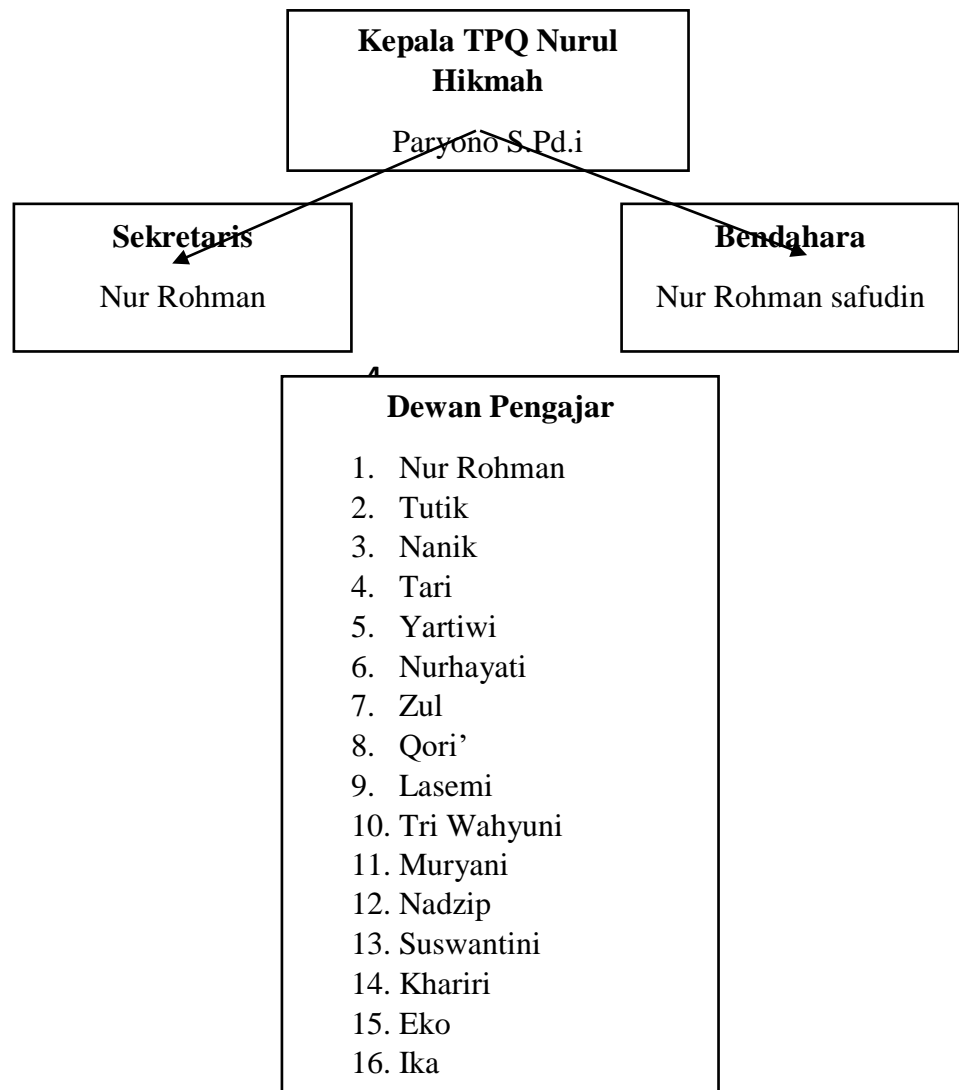 Kepala TPQ Nurul
Hikmah
Paryono S.Pd.i
Sekretaris
Nur Rohman
Bendahara
Nur Rohman safudin
Dewan Pengajar
1. Nur Rohman
2. Tutik
3. Nanik
4. Tari
5. Yartiwi
6. Nurhayati
7. Zul
8. Qori’
9. Lasemi
10. Tri Wahyuni
11. Muryani
12. Nadzip
13. Suswantini
14. Khariri
15. Eko
16. Ika